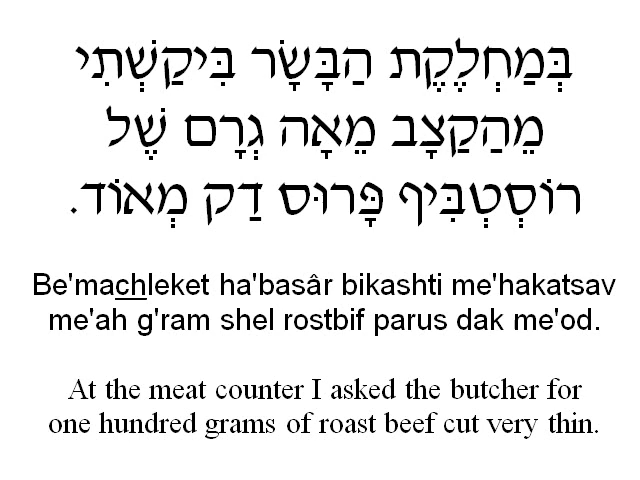 בְּמַחְלֶקֶת הַבָּשָׂר בִּיקַשְׁתִי
מֵהַקַצָב מֵאָה גְרָם שֶׁל
רוֹסְטְבִּיף פָּרוּס דַק מְאוֹד.
Be'machleket ha'basâr bikashti me'hakatsav
me'ah g'ram shel rostbif parus dak me'od.
At the meat counter I asked the butcher for
one hundred grams of roast beef cut very thin.